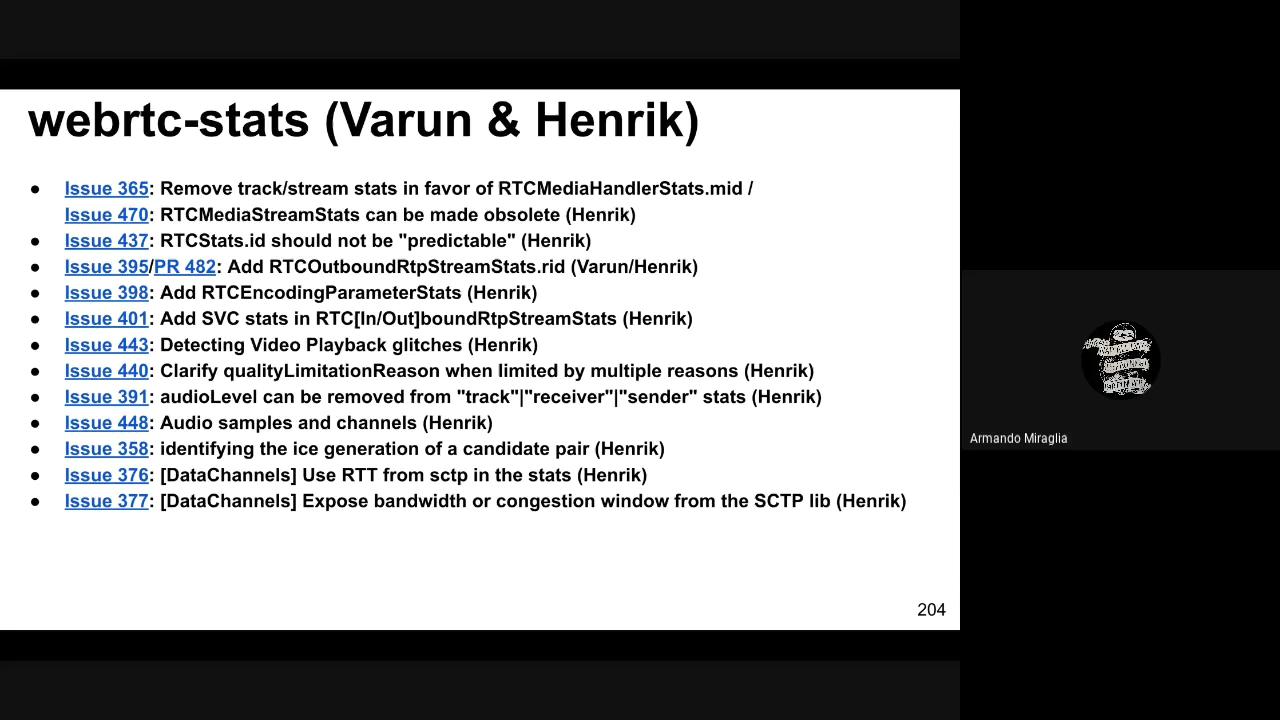 webrtc-stats (Varun & Henrik)
● Issue 365: Remove track/stream stats in favor of RTCMediaHandlerStats.mid /
Issue 470: RTCMediaStreamStats can be made obsolete (Henrik)
● Issue 437: RTCStats.id should not be "predictable" (Henrik)
● Issue 395/PR 482: Add RTCOutboundRtpStreamStats.rid (Varun/Henrik)
● Issue 398: Add RTCEncodingParameterStats (Henrik)
● Issue 401: Add SVC stats in RTC[In/Out]boundRtpStreamStats (Henrik)
● Issue 443: Detecting Video Playback glitches (Henrik)
● Issue 440: Clarify qualityLimitationReason when limited by multiple reasons (Henrik)
● Issue 391: audioLevel can be removed from "track"|"receiver"|"sender" stats (Henrik)
● Issue 448: Audio samples and channels (Henrik)
● Issue 358: identifying the ice generation of a candidate pair (Henrik)
● Issue 376: [DataChannels] Use RTT from sctp in the stats (Henrik)
● Issue 377: [DataChannels] Expose bandwidth or congestion window from the SCTP lib (Henrik)
204
Armando Miraglia